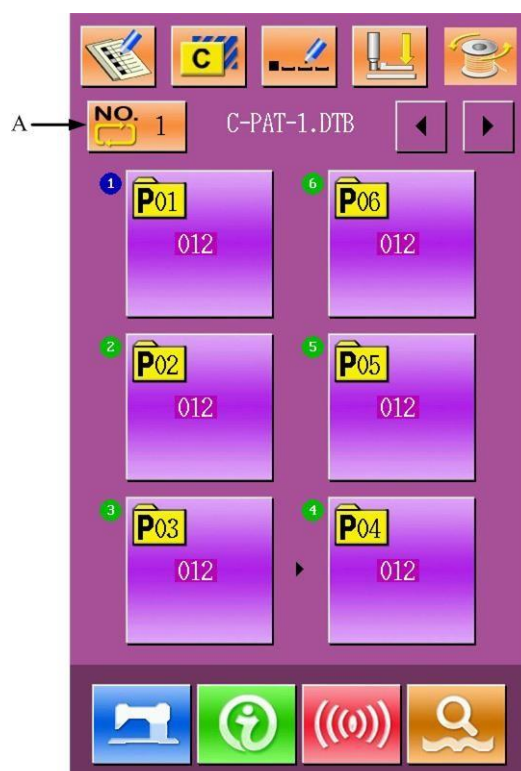 C
A NO. 1 C-PAT-1.DTB
1 P01 012
6 P06 012
2 P02 012
5 P05 012
3 P03 012
4 P04 012
i